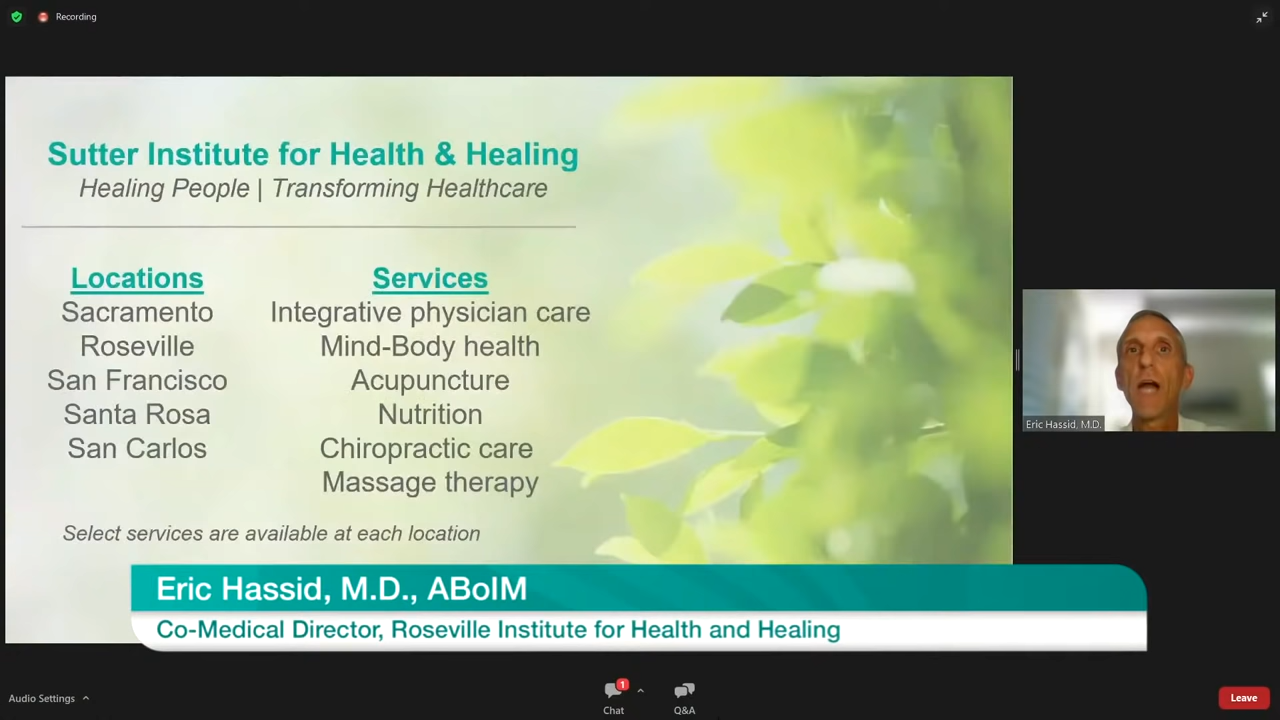 Recording
Sutter Institute for Health & Healing
Healing People | Transforming Healthcare
Locations
Sacramento
Roseville
San Francisco
Santa Rosa
San Carlos
Services
Integrative physician care
Mind-Body health
Acupuncture
Nutrition
Chiropractic care
Massage therapy
Select services are available at each location
Eric Hassid, M.D.
Eric Hassid, M.D., ABoIM
Co-Medical Director, Roseville Institute for Health and Healing
Audio Settings
1
Chat
Q&A
Leave